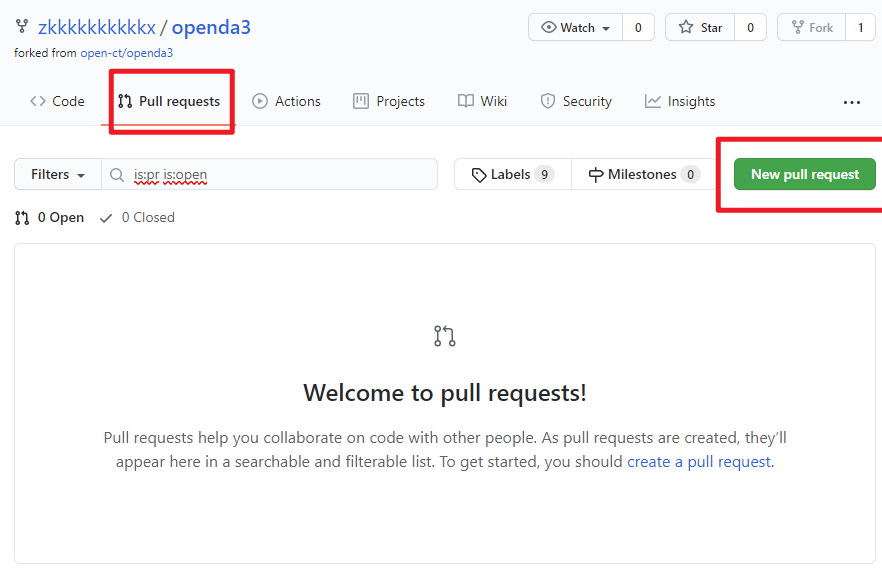 zkkkkkkkkkkx / openda3
Watch 0
Star 0
Fork 1
forked from open-ct/openda3
Code
Pull requests
Actions
Projects
Wiki
Security
Insights
...
Filters
is:pr is:open
Labels 9
Milestones 0
New pull request
0 Open
0 Closed
Welcome to pull requests!
Pull requests help you collaborate on code with other people. As pull requests are created, they’ll
appear here in a searchable and filterable list. To get started, you should create a pull request.